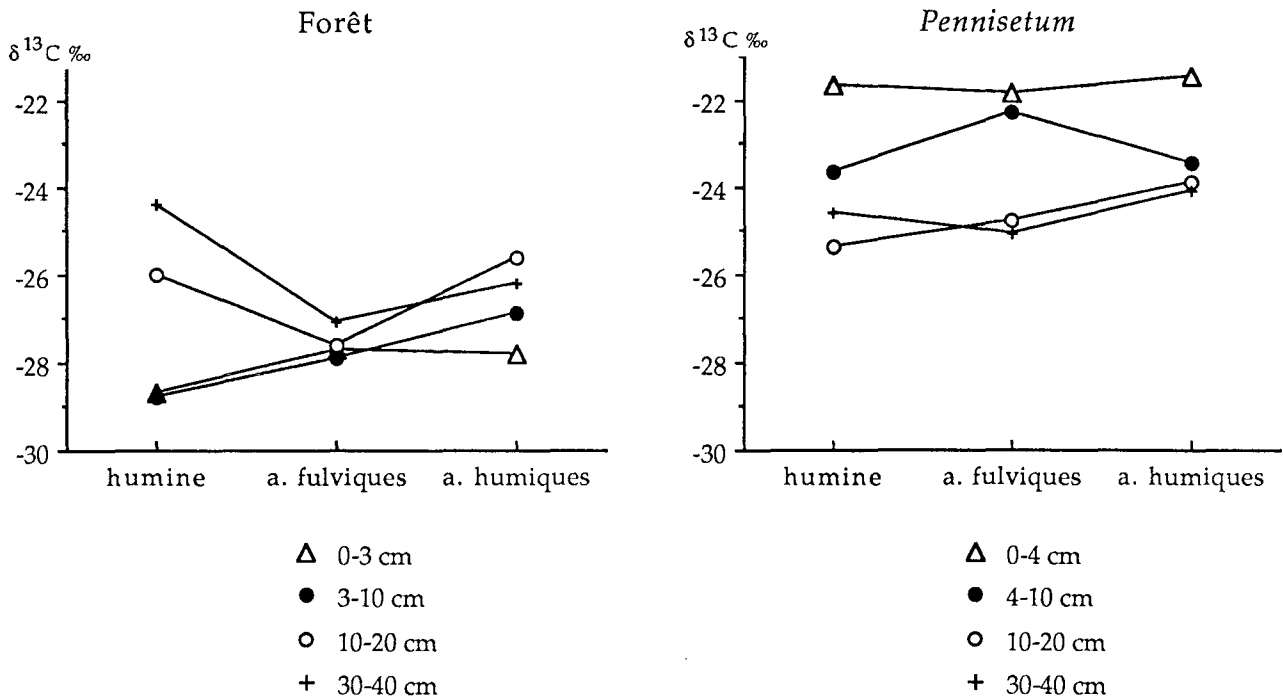 Forêt
δ ¹³C ‰
-22
-24
-26
-28
-30
humine
a. fulviques
a. humiques
△ 0-3 cm
● 3-10 cm
○ 10-20 cm
+ 30-40 cm
Pennisetum
δ ¹³C ‰
-22
-24
-26
-28
-30
humine
a. fulviques
a. humiques
△ 0-4 cm
● 4-10 cm
○ 10-20 cm
+ 30-40 cm